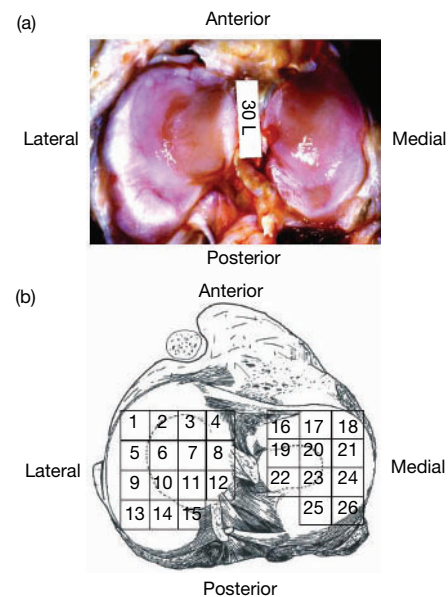 (a)
Anterior
Lateral
30 L
Medial
Posterior
(b)
Anterior
1 2 3 4 16 17 18
5 6 7 8 19 20 21
Lateral
Medial
9 10 11 12 22 23 24
13 14 15 25 26
Posterior